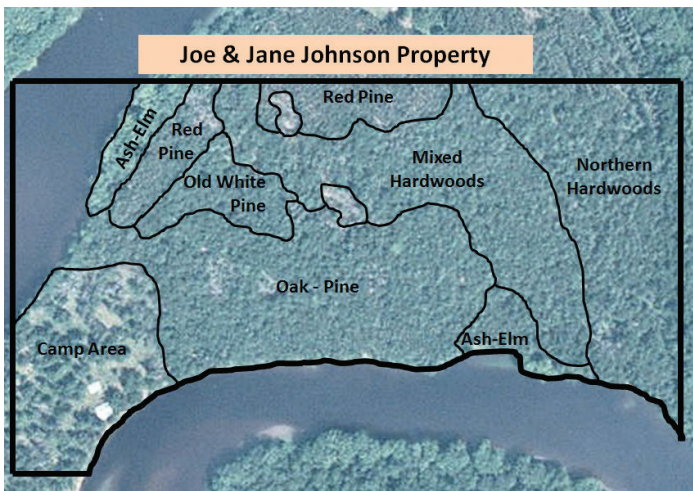 Joe & Jane Johnson Property
Red Pine
Ash-Elm
Red
Pine
Mixed
Hardwoods
Northern
Hardwoods
Old White
Pine
Oak - Pine
Ash-Elm
Camp Area